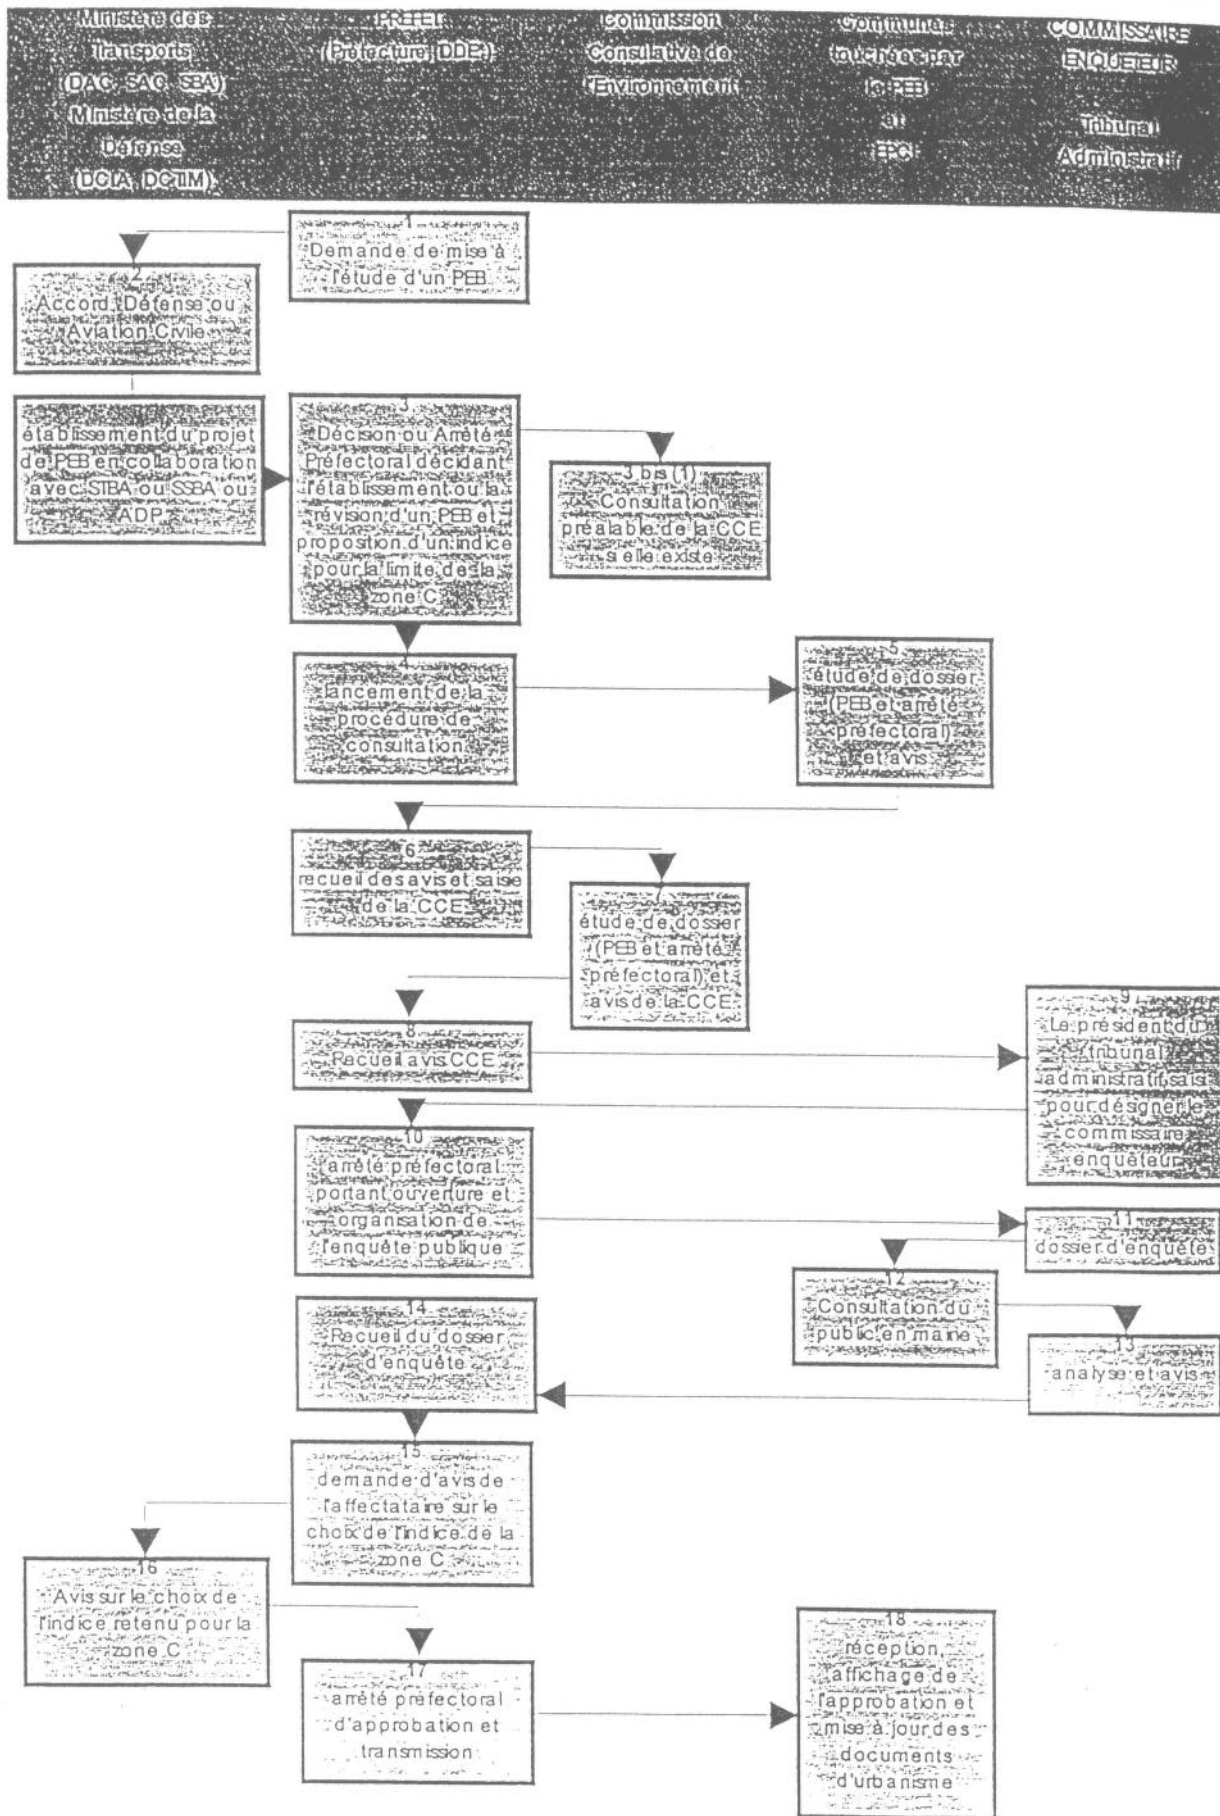 Ministère des
Transports
(DAC, SAC, SBA)
Ministère de la
Défense
(DCIA, DCTIM)
PREFET
(Préfecture, DDE,)
Commission
Consulative de
l'Environnement
Communes
touchées par
le PEB
et
EPCI
COMMISSAIRE
ENQUETEUR
Tribunal
Administratif
1
Demande de mise à
l'étude d'un PEB
2
Accord Défense ou
Aviation Civile
établissement du projet
de PEB en collaboration
avec STBA ou SSBA ou
ADP
3
Décision ou Arrêté
Préfectoral décidant
l'établissement ou la
révision d'un PEB et
proposition d'un indice
pour la limite de la
zone C
3 bis (1)
Consultation
préalable de la CCE
si elle existe
4
lancement de la
procédure de
consultation
5
étude de dossier
(PEB et arrêté
préfectoral)
et avis
6
recueil des avis et saisie
de la CCE
7
étude de dossier
(PEB et arrêté
préfectoral) et
avis de la CCE
8
Recueil avis CCE
9
Le président du
tribunal
administratif saisi
pour désigner le
commissaire
enquêteur
10
arrêté préfectoral
portant ouverture et
organisation de
l'enquête publique
11
dossier d'enquête
12
Consultation du
public en mairie
13
analyse et avis
14
Recueil du dossier
d'enquête
15
demande d'avis de
l'affectataire sur le
choix de l'indice de la
zone C
16
Avis sur le choix de
l'indice retenu pour la
zone C
17
arrêté préfectoral
d'approbation et
transmission
18
réception,
affichage de
l'approbation et
mise à jour des
documents
d'urbanisme